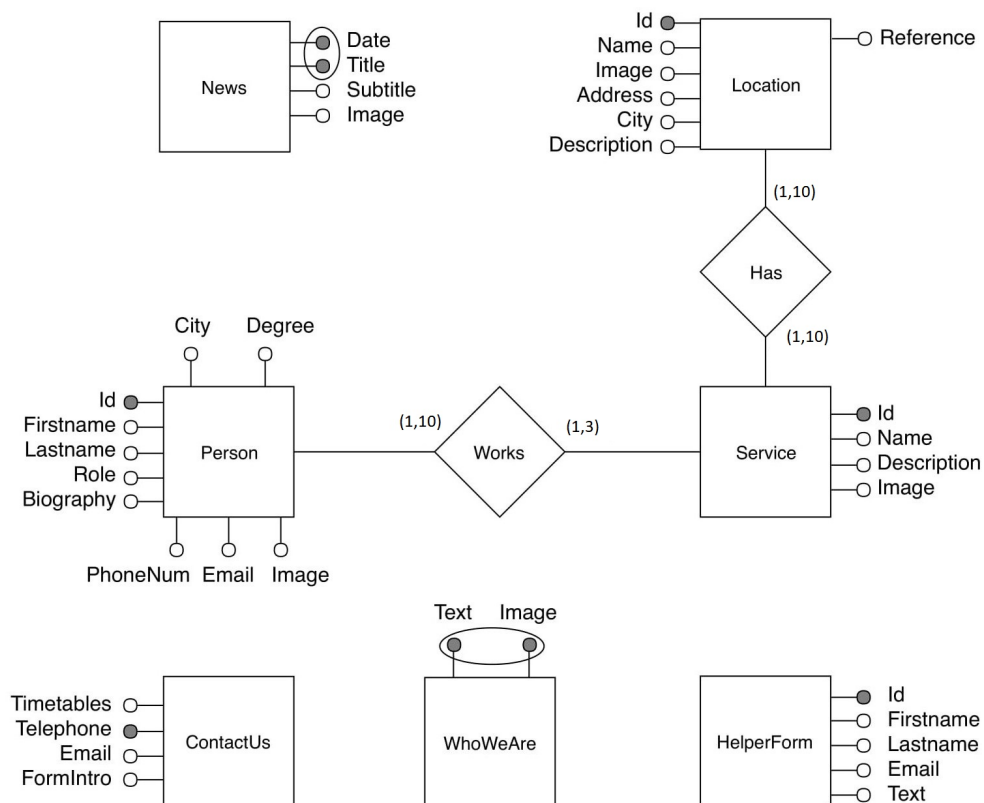 News
Date
Title
Subtitle
Image
Id
Name
Image
Address
City
Description
Location
Reference
(1,10)
Has
(1,10)
City Degree
Id
Firstname
Lastname
Role
Biography
Person
PhoneNum Email Image
(1,10)
Works
(1,3)
Service
Id
Name
Description
Image
Timetables
Telephone
Email
FormIntro
ContactUs
Text Image
WhoWeAre
HelperForm
Id
Firstname
Lastname
Email
Text